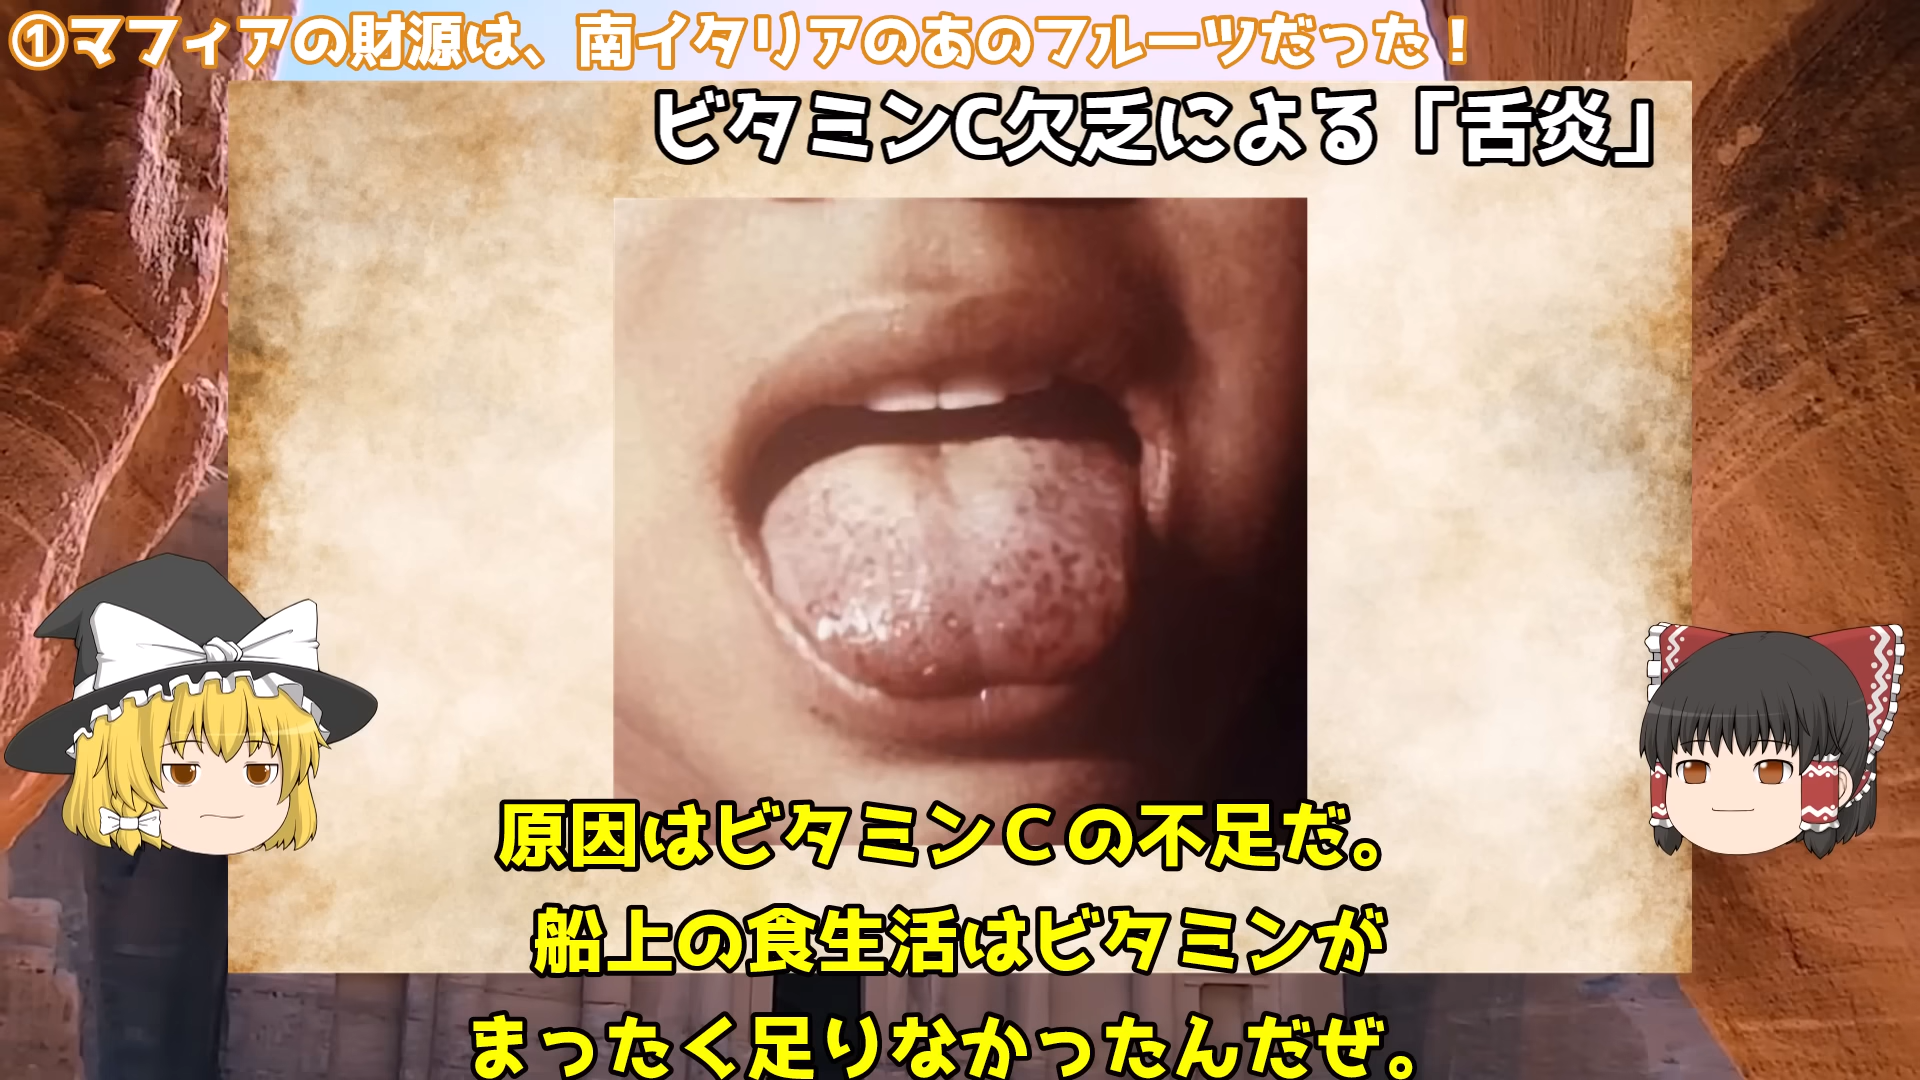 ①マフィアの財源は、南イタリアのあのフルーツだった！
ビタミンC欠乏による「舌炎」
原因はビタミンＣの不足だ。
船上の食生活はビタミンが
まったく足りなかったんだぜ。